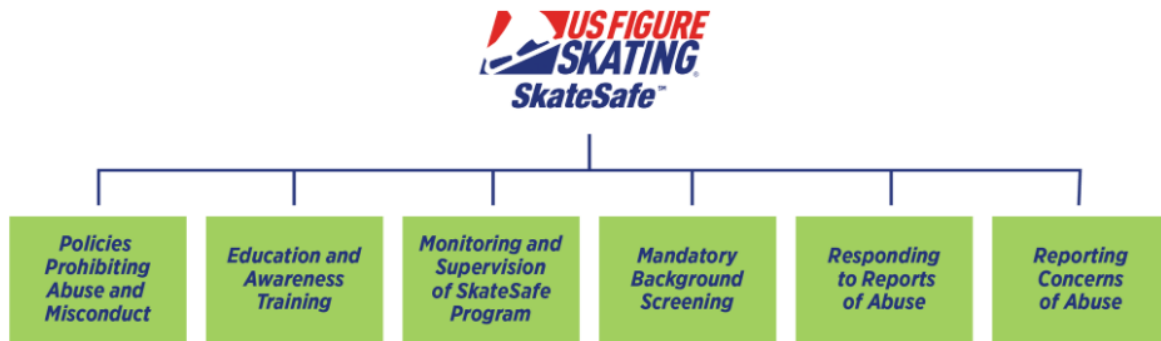 US FIGURE
SKATING®
SkateSafe℠
Policies
Prohibiting
Abuse and
Misconduct
Education and
Awareness
Training
Monitoring and
Supervision
of SkateSafe
Program
Mandatory
Background
Screening
Responding
to Reports
of Abuse
Reporting
Concerns
of Abuse